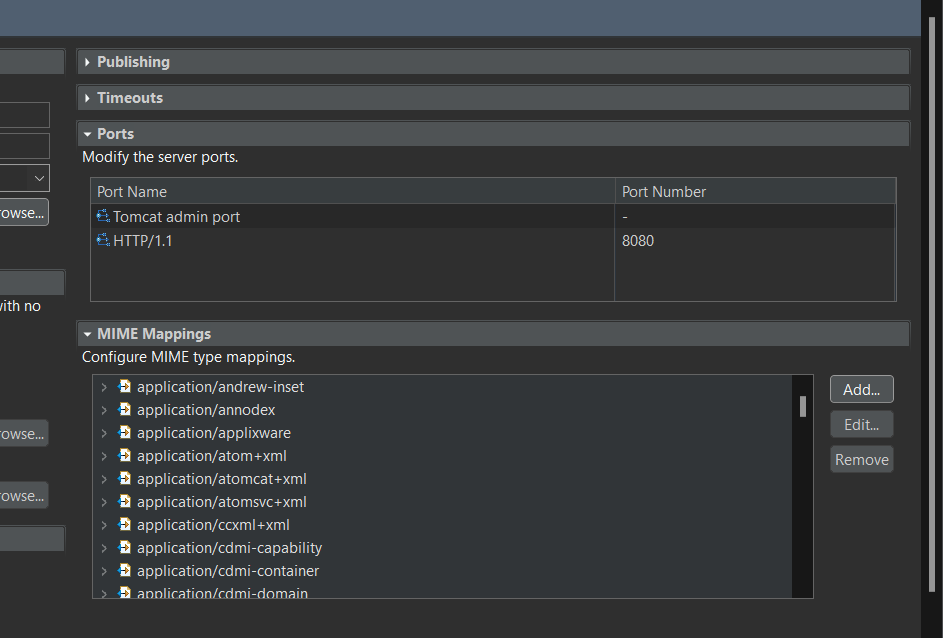 Publishing
Timeouts
Ports
Modify the server ports.
Port Name Port Number
Tomcat admin port -
HTTP/1.1 8080
rowse...
with no
MIME Mappings
Configure MIME type mappings.
application/andrew-inset
application/annodex
application/applixware
application/atom+xml
application/atomcat+xml
application/atomsvc+xml
application/ccxml+xml
application/cdmi-capability
application/cdmi-container
application/cdmi-domain
Add...
Edit...
Remove
rowse...
rowse...